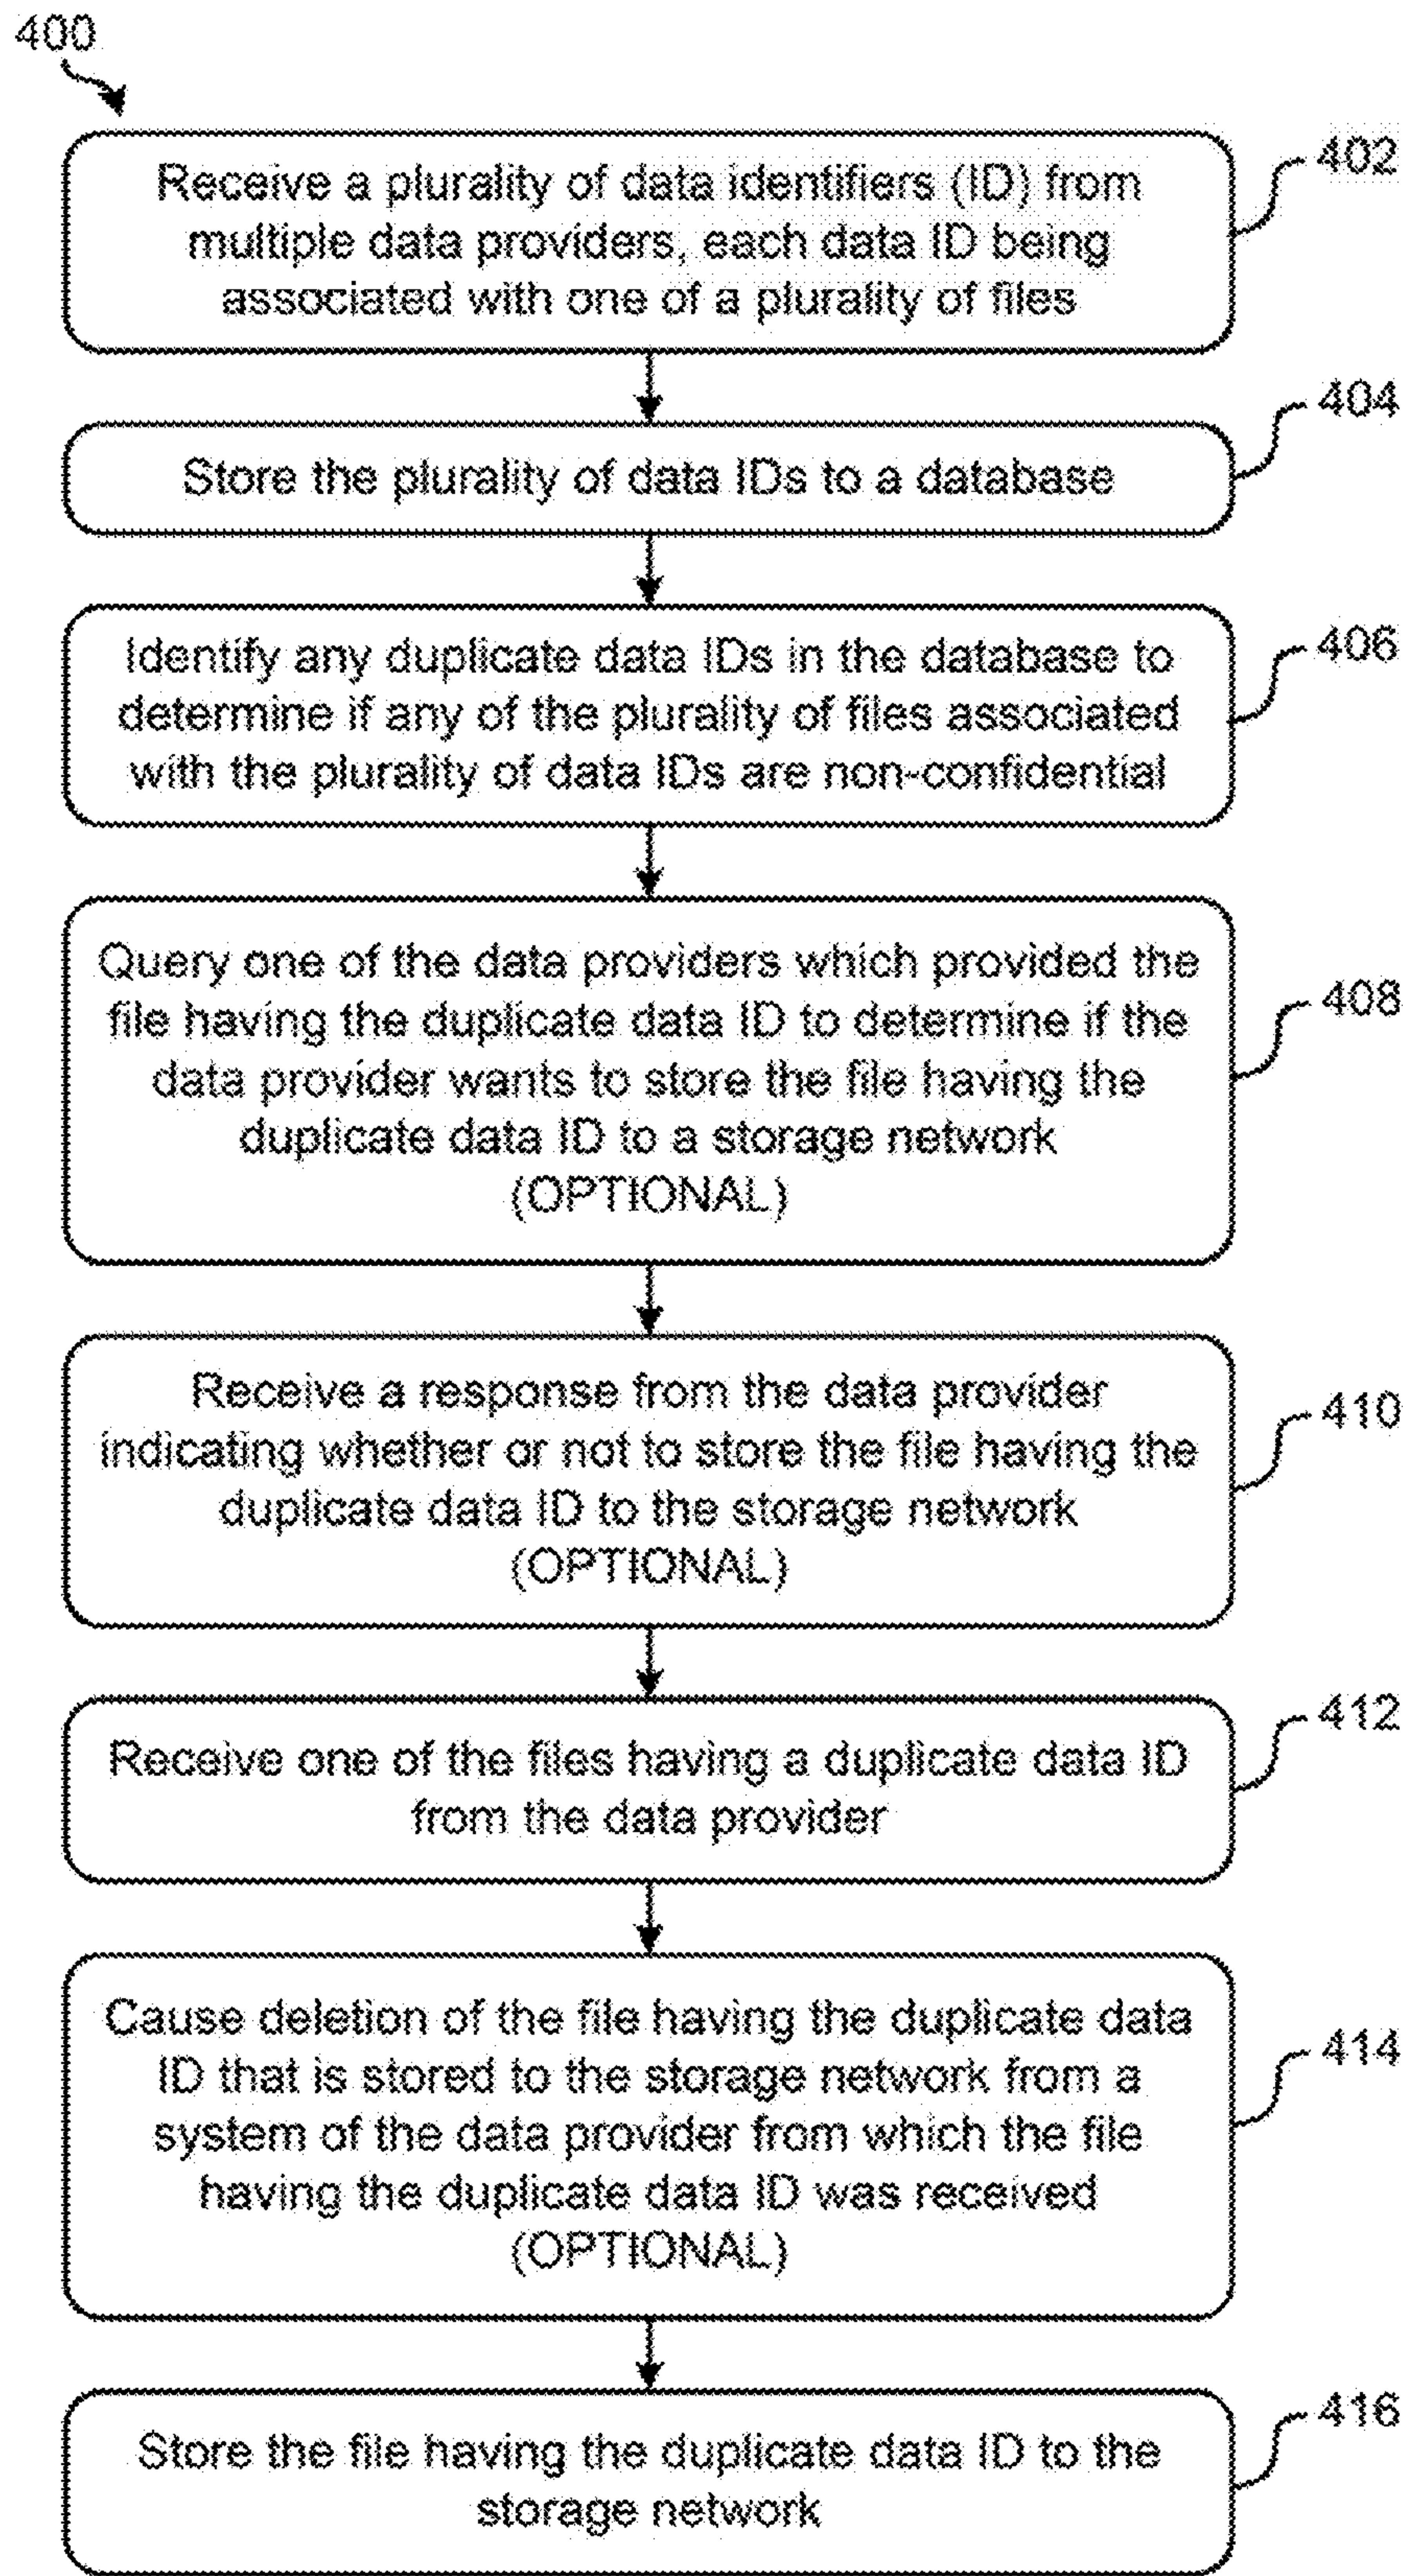 400
Receive a plurality of data identifiers (ID) from
multiple data providers, each data ID being
associated with one of a plurality of files
402
Store the plurality of data IDs to a database
404
Identify any duplicate data IDs in the database to
determine if any of the plurality of files associated
with the plurality of data IDs are non-confidential
406
Query one of the data providers which provided the
file having the duplicate data ID to determine if the
data provider wants to store the file having the
duplicate data ID to a storage network
(OPTIONAL)
408
Receive a response from the data provider
indicating whether or not to store the file having the
duplicate data ID to the storage network
(OPTIONAL)
410
Receive one of the files having a duplicate data ID
from the data provider
412
Cause deletion of the file having the duplicate data
ID that is stored to the storage network from a
system of the data provider from which the file
having the duplicate data ID was received
(OPTIONAL)
414
Store the file having the duplicate data ID to the
storage network
416